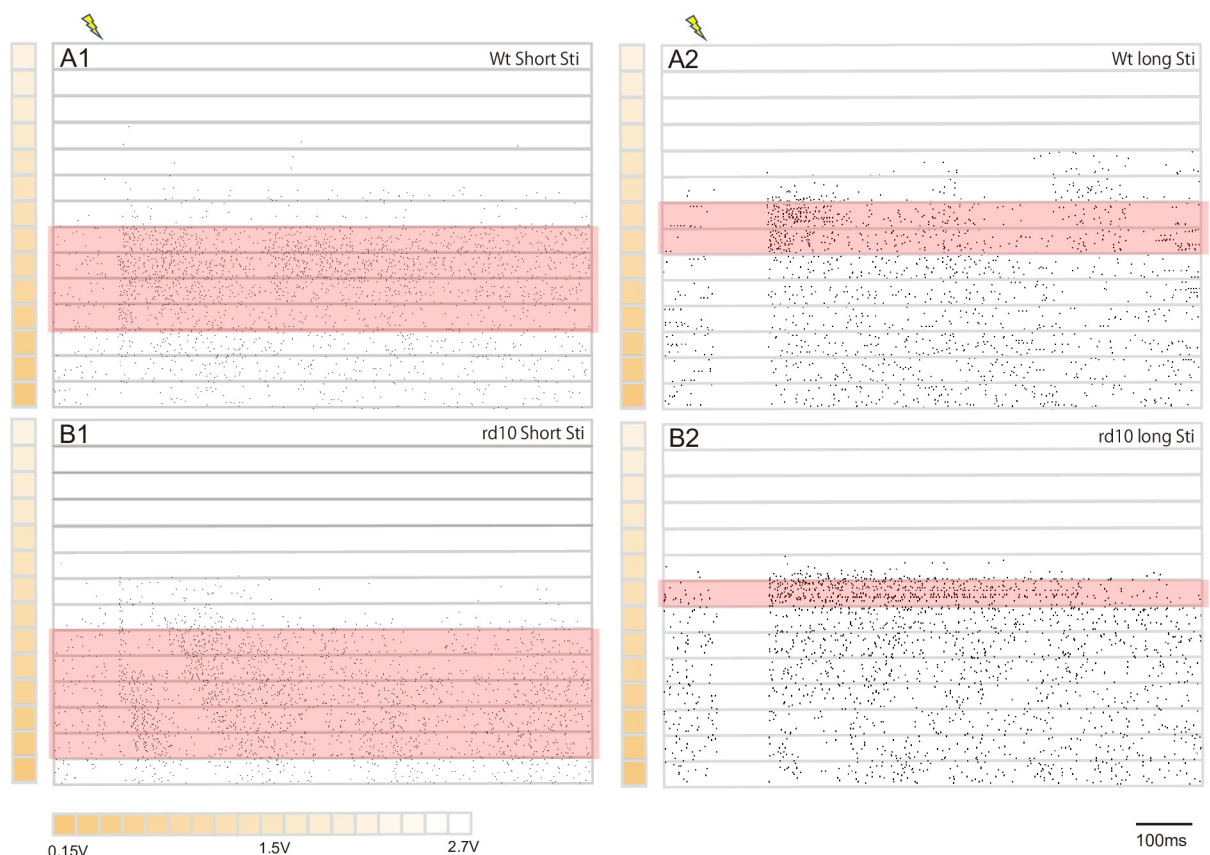 A1 Wt Short Sti
A2 Wt long Sti
B1 rd10 Short Sti
B2 rd10 long Sti
0.15V 1.5V 2.7V
100ms